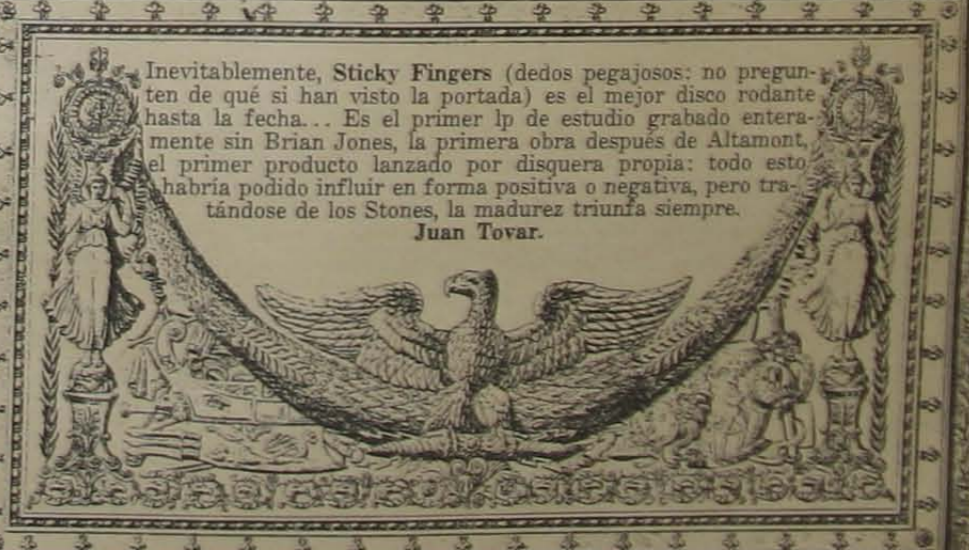 Inevitablemente, Sticky Fingers (dedos pegajosos: no pregun-
ten de qué si han visto la portada) es el mejor disco rodante
hasta la fecha... Es el primer lp de estudio grabado entera-
mente sin Brian Jones, la primera obra después de Altamont,
el primer producto lanzado por disquera propia: todo esto
habría podido influir en forma positiva o negativa, pero tra-
tándose de los Stones, la madurez triunfa siempre.
Juan Tovar.